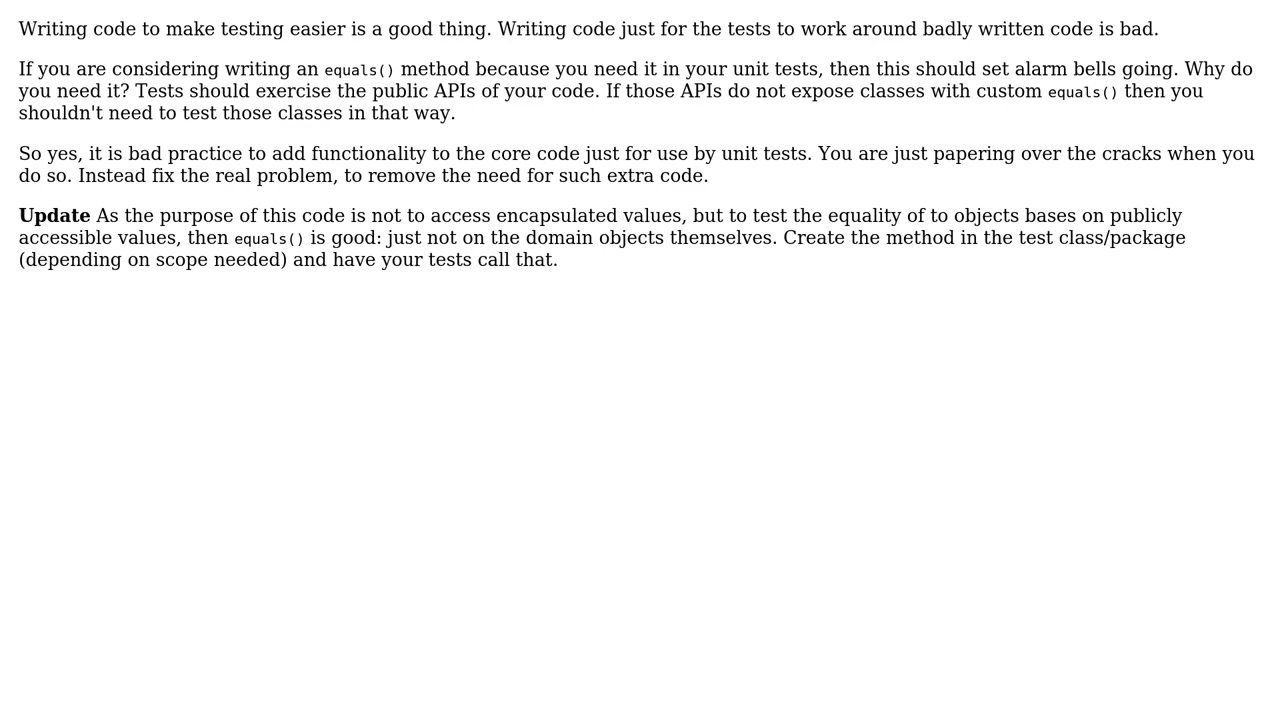 Writing code to make testing easier is a good thing. Writing code just for the tests to work around badly written code is bad.
If you are considering writing an equals() method because you need it in your unit tests, then this should set alarm bells going. Why do
you need it? Tests should exercise the public APIs of your code. If those APIs do not expose classes with custom equals() then you
shouldn't need to test those classes in that way.
So yes, it is bad practice to add functionality to the core code just for use by unit tests. You are just papering over the cracks when you
do so. Instead fix the real problem, to remove the need for such extra code.
Update As the purpose of this code is not to access encapsulated values, but to test the equality of to objects bases on publicly
accessible values, then equals() is good: just not on the domain objects themselves. Create the method in the test class/package
(depending on scope needed) and have your tests call that.